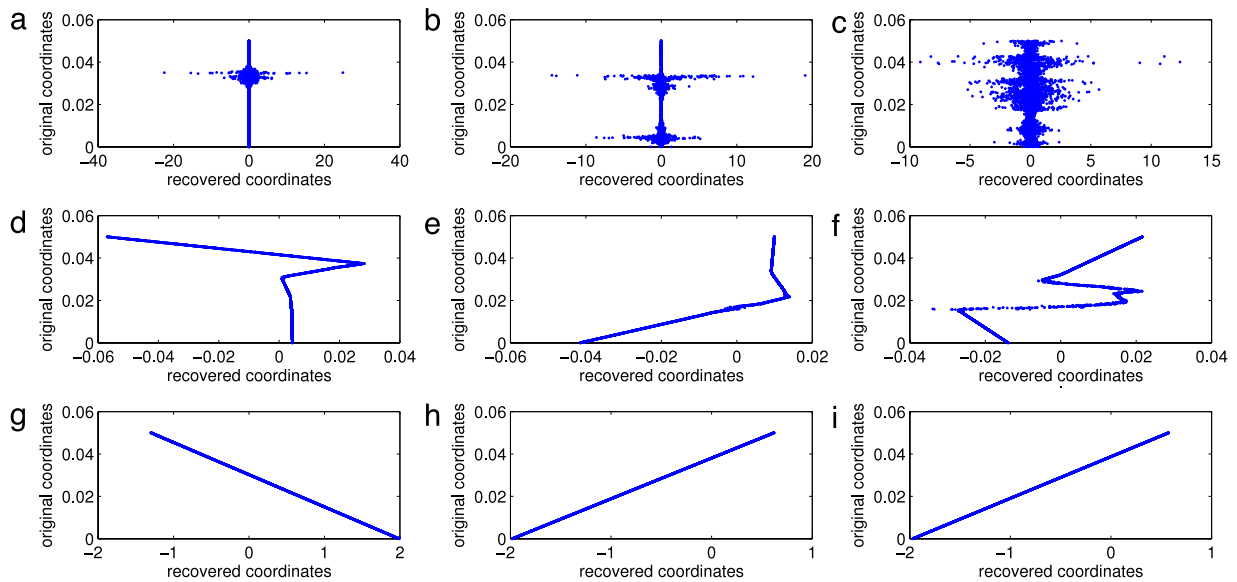 a
original coordinates
0.06
0.04
0.02
0
−40 −20 0 20 40
recovered coordinates
b
original coordinates
0.06
0.04
0.02
0
−20 −10 0 10 20
recovered coordinates
c
original coordinates
0.06
0.04
0.02
0
−10 −5 0 5 10 15
recovered coordinates
d
original coordinates
0.06
0.04
0.02
0
−0.06 −0.04 −0.02 0 0.02 0.04
recovered coordinates
e
original coordinates
0.06
0.04
0.02
0
−0.06 −0.04 −0.02 0 0.02
recovered coordinates
f
original coordinates
0.06
0.04
0.02
0
−0.04 −0.02 0 0.02 0.04
recovered coordinates
g
original coordinates
0.06
0.04
0.02
0
−2 −1 0 1 2
recovered coordinates
h
original coordinates
0.06
0.04
0.02
0
−2 −1 0 1
recovered coordinates
i
original coordinates
0.06
0.04
0.02
0
−2 −1 0 1
recovered coordinates